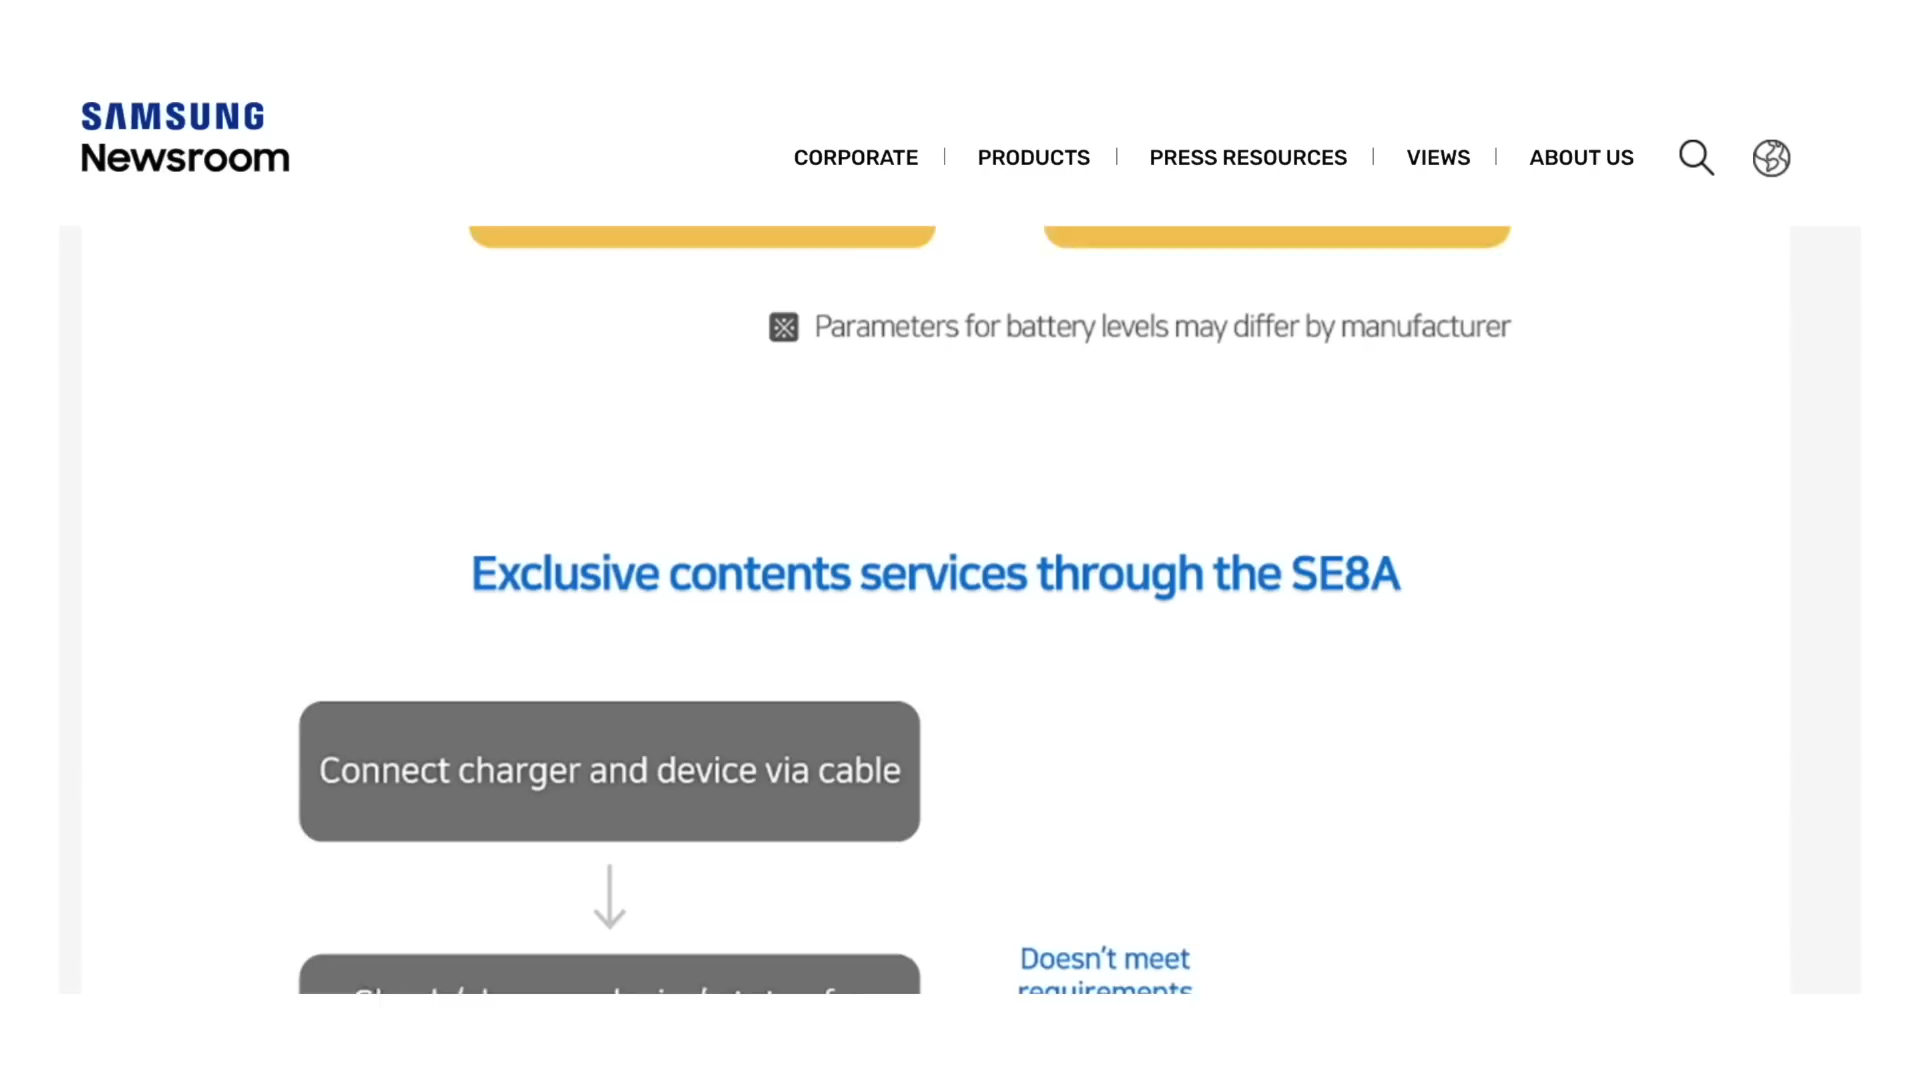 SAMSUNG
Newsroom
CORPORATE PRODUCTS PRESS RESOURCES VIEWS ABOUT US
※ Parameters for battery levels may differ by manufacturer
Exclusive contents services through the SE8A
Connect charger and device via cable
Doesn't meet
requirements